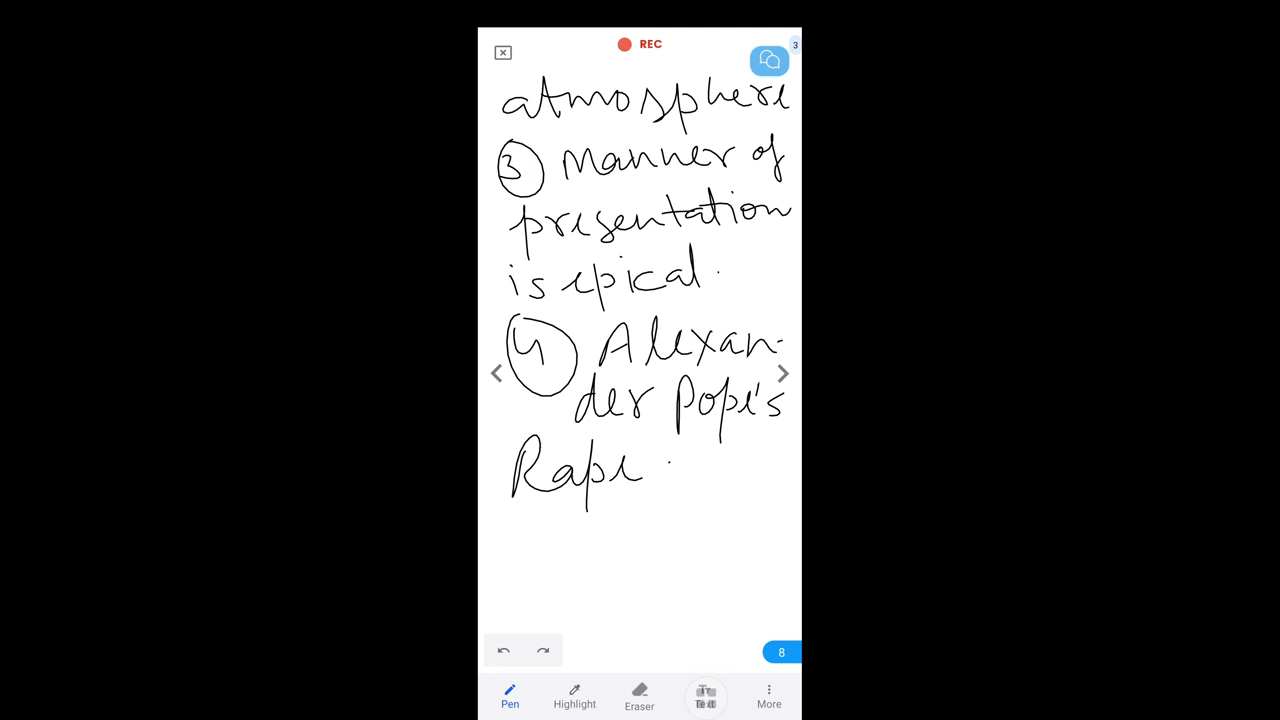 REC
3
atmosphere
3 Manner of
presentation
is epical.
4 Alexan-
der Pope's
Rape
8
Pen Highlight Eraser Text More